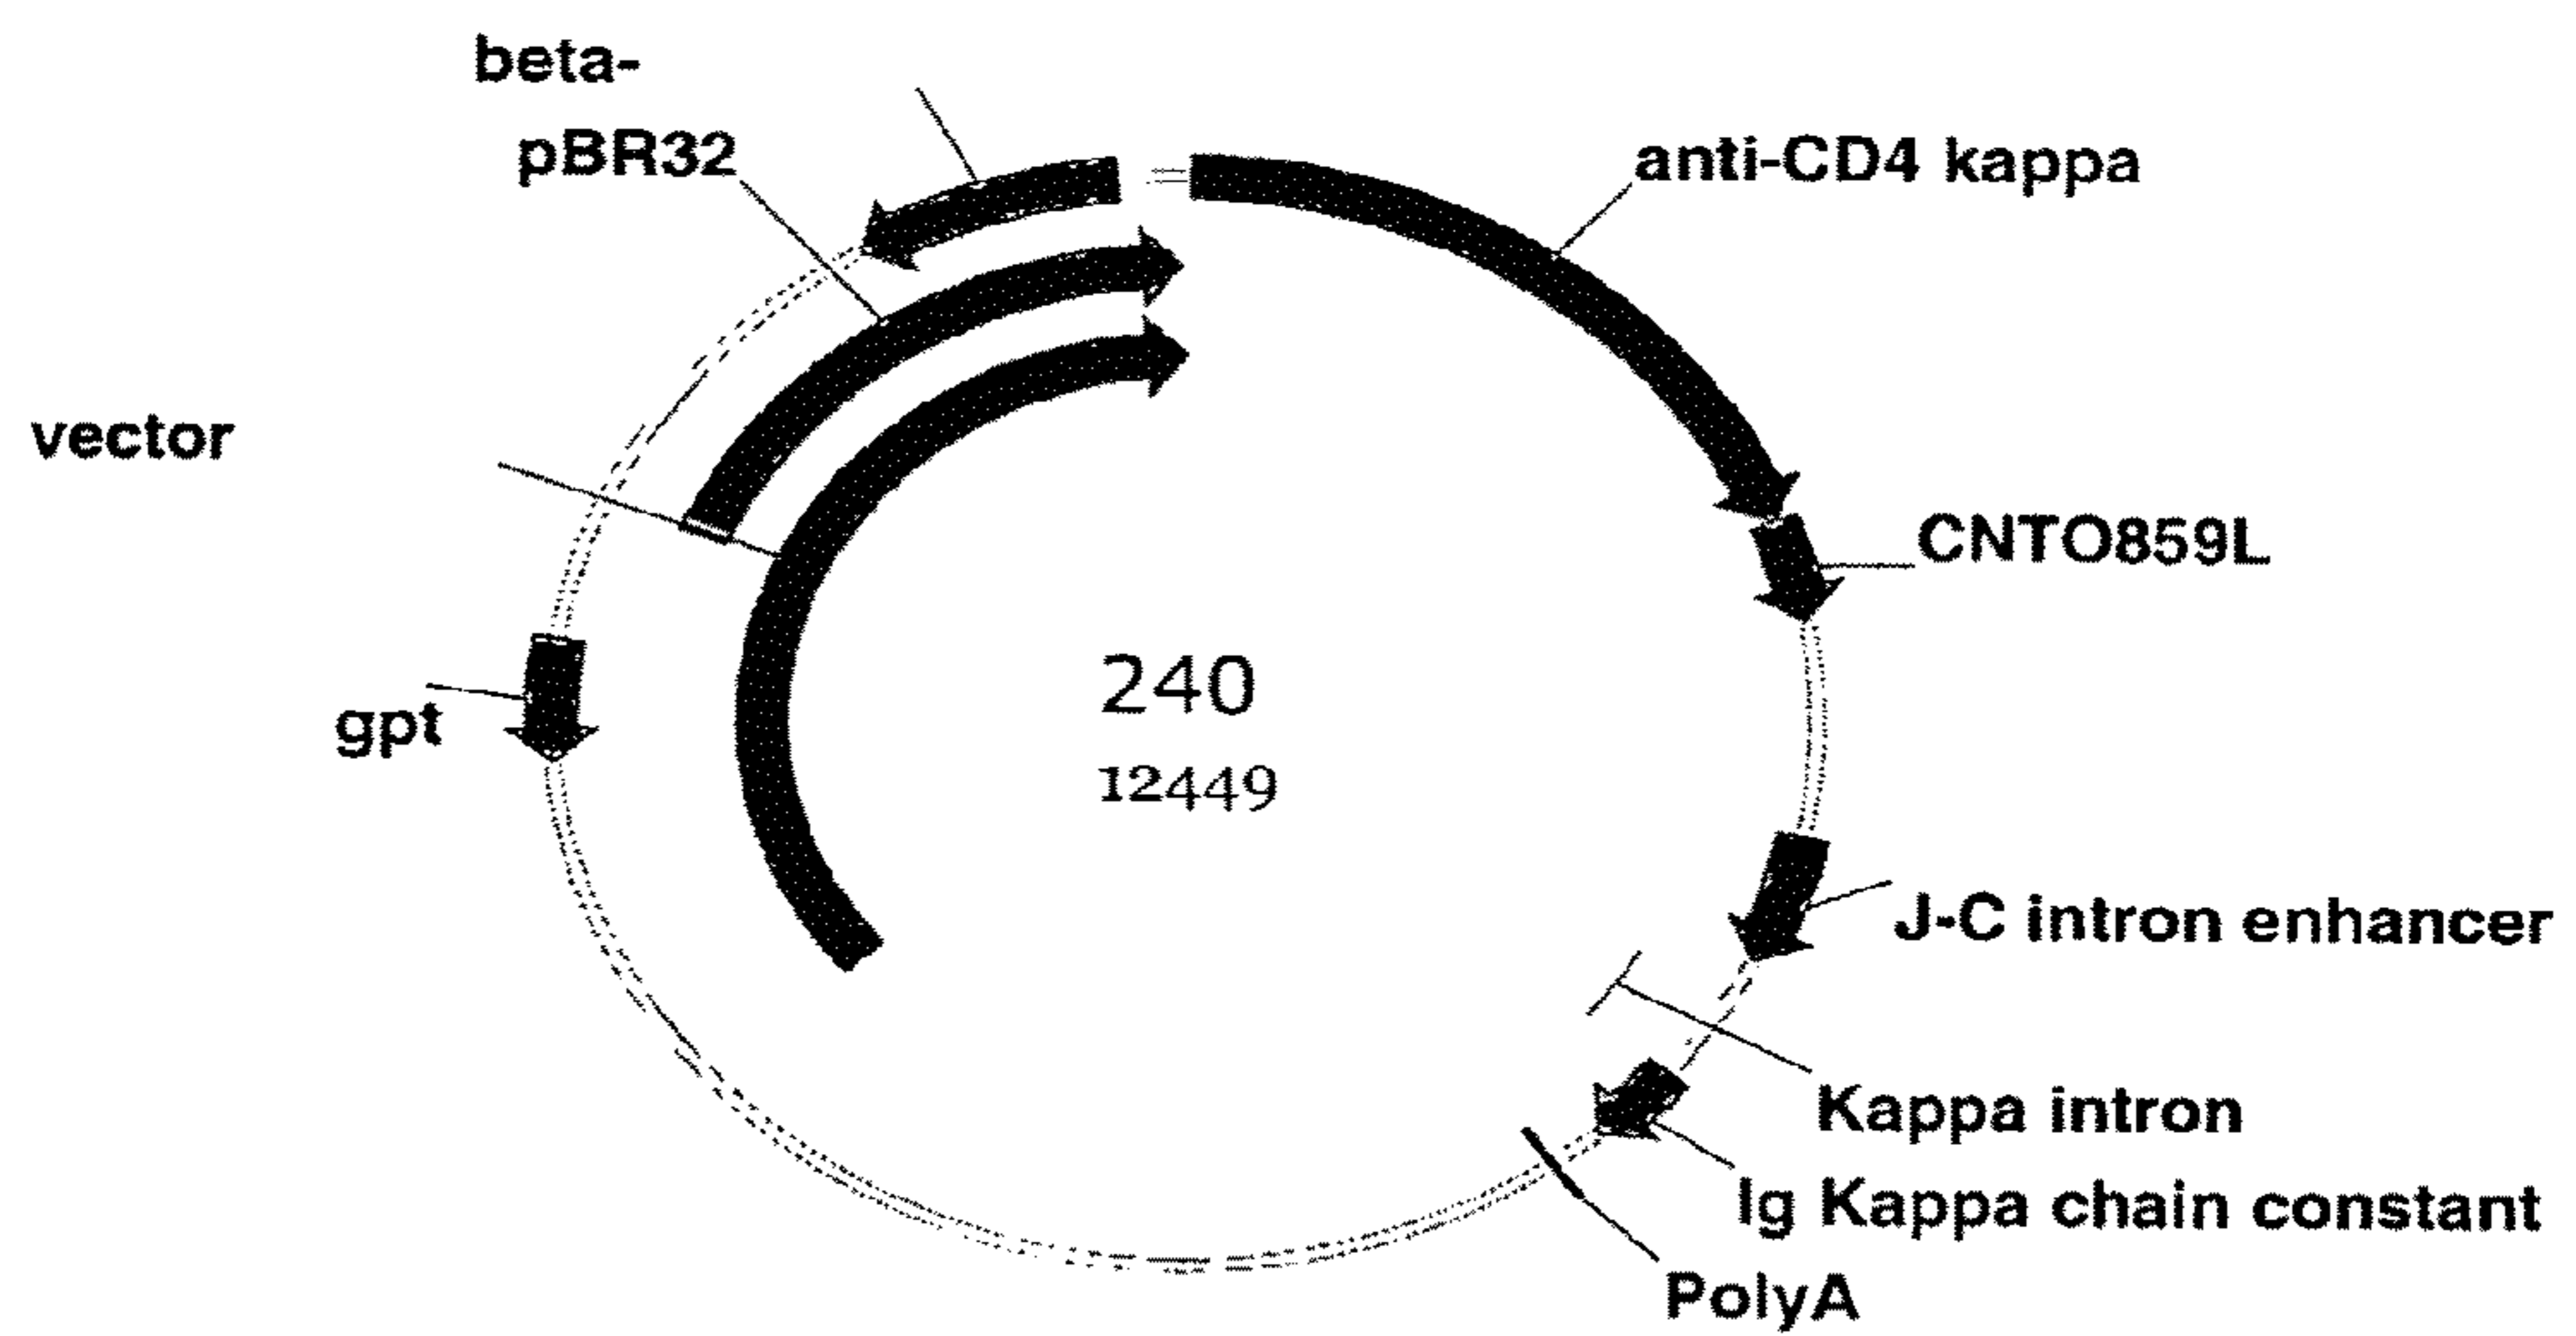 beta-
pBR32
anti-CD4 kappa
vector
CNTO859L
240
12449
gpt
J-C intron enhancer
Kappa intron
Ig Kappa chain constant
PolyA